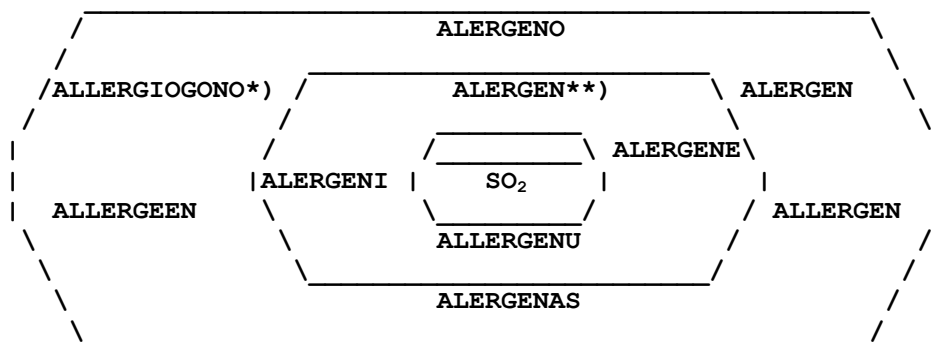 ALERGENO
ALLERGIOGONO*) ALERGEN**) ALERGEN
ALERGENE
ALERGENI SO₂
ALLERGEEN ALLERGEN
ALLERGENU
ALERGENAS